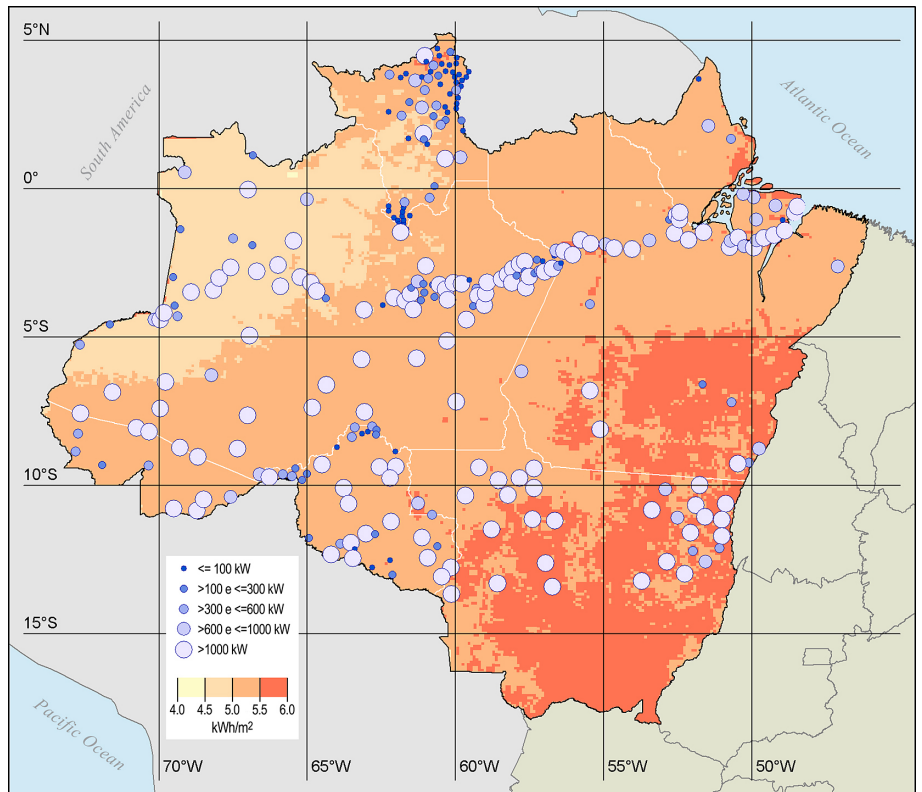 5°N
South America
Atlantic Ocean
0°
5°S
10°S
<= 100 kW
>100 e <=300 kW
>300 e <=600 kW
>600 e <=1000 kW
>1000 kW
15°S
4.0 4.5 5.0 5.5 6.0
kWh/m²
Pacific Ocean
70°W 65°W 60°W 55°W 50°W